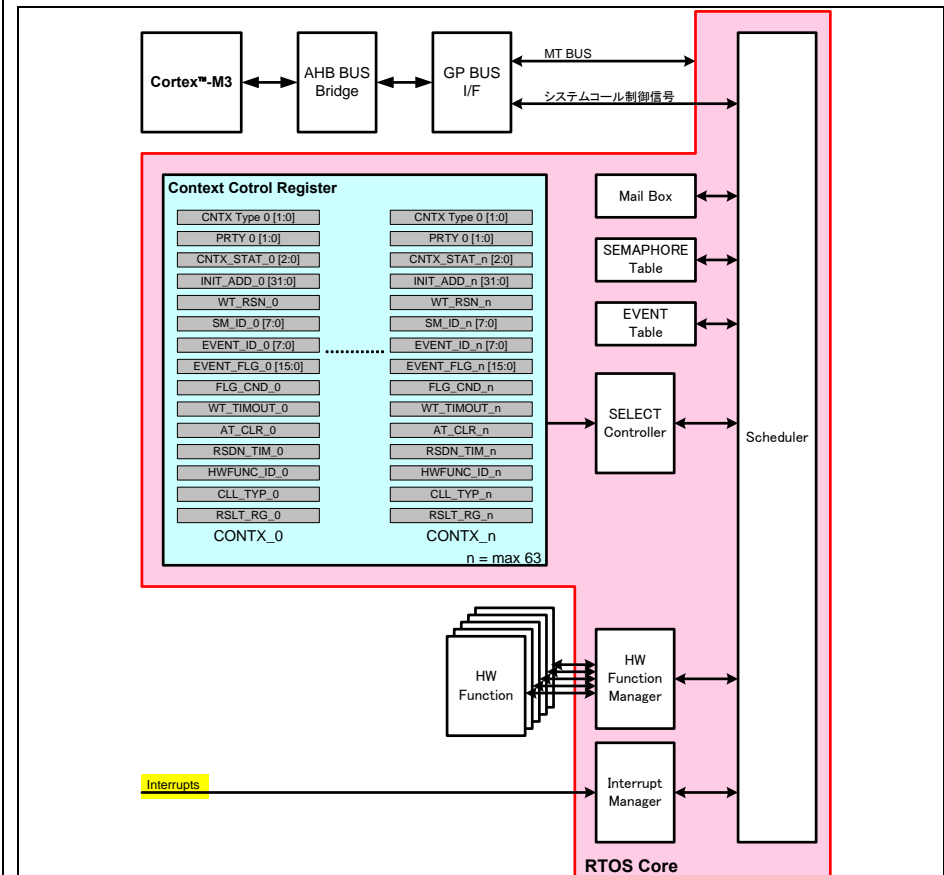 Cortex™-M3
AHB BUS
Bridge
GP BUS
I/F
MT BUS
システムコール制御信号
Context Cotrol Register
CNTX Type 0 [1:0]
PRTY 0 [1:0]
CNTX_STAT_0 [2:0]
INIT_ADD_0 [31:0]
WT_RSN_0
SM_ID_0 [7:0]
EVENT_ID_0 [7:0]
EVENT_FLG_0 [15:0]
FLG_CND_0
WT_TIMOUT_0
AT_CLR_0
RSDN_TIM_0
HWFUNC_ID_0
CLL_TYP_0
RSLT_RG_0
CONTX_0
CNTX Type 0 [1:0]
PRTY 0 [1:0]
CNTX_STAT_n [2:0]
INIT_ADD_n [31:0]
WT_RSN_n
SM_ID_n [7:0]
EVENT_ID_n [7:0]
EVENT_FLG_n [15:0]
FLG_CND_n
WT_TIMOUT_n
AT_CLR_n
RSDN_TIM_n
HWFUNC_ID_n
CLL_TYP_n
RSLT_RG_n
CONTX_n
n = max 63
Mail Box
SEMAPHORE
Table
EVENT
Table
SELECT
Controller
Scheduler
HW
Function
HW
Function
Manager
Interrupts
Interrupt
Manager
RTOS Core